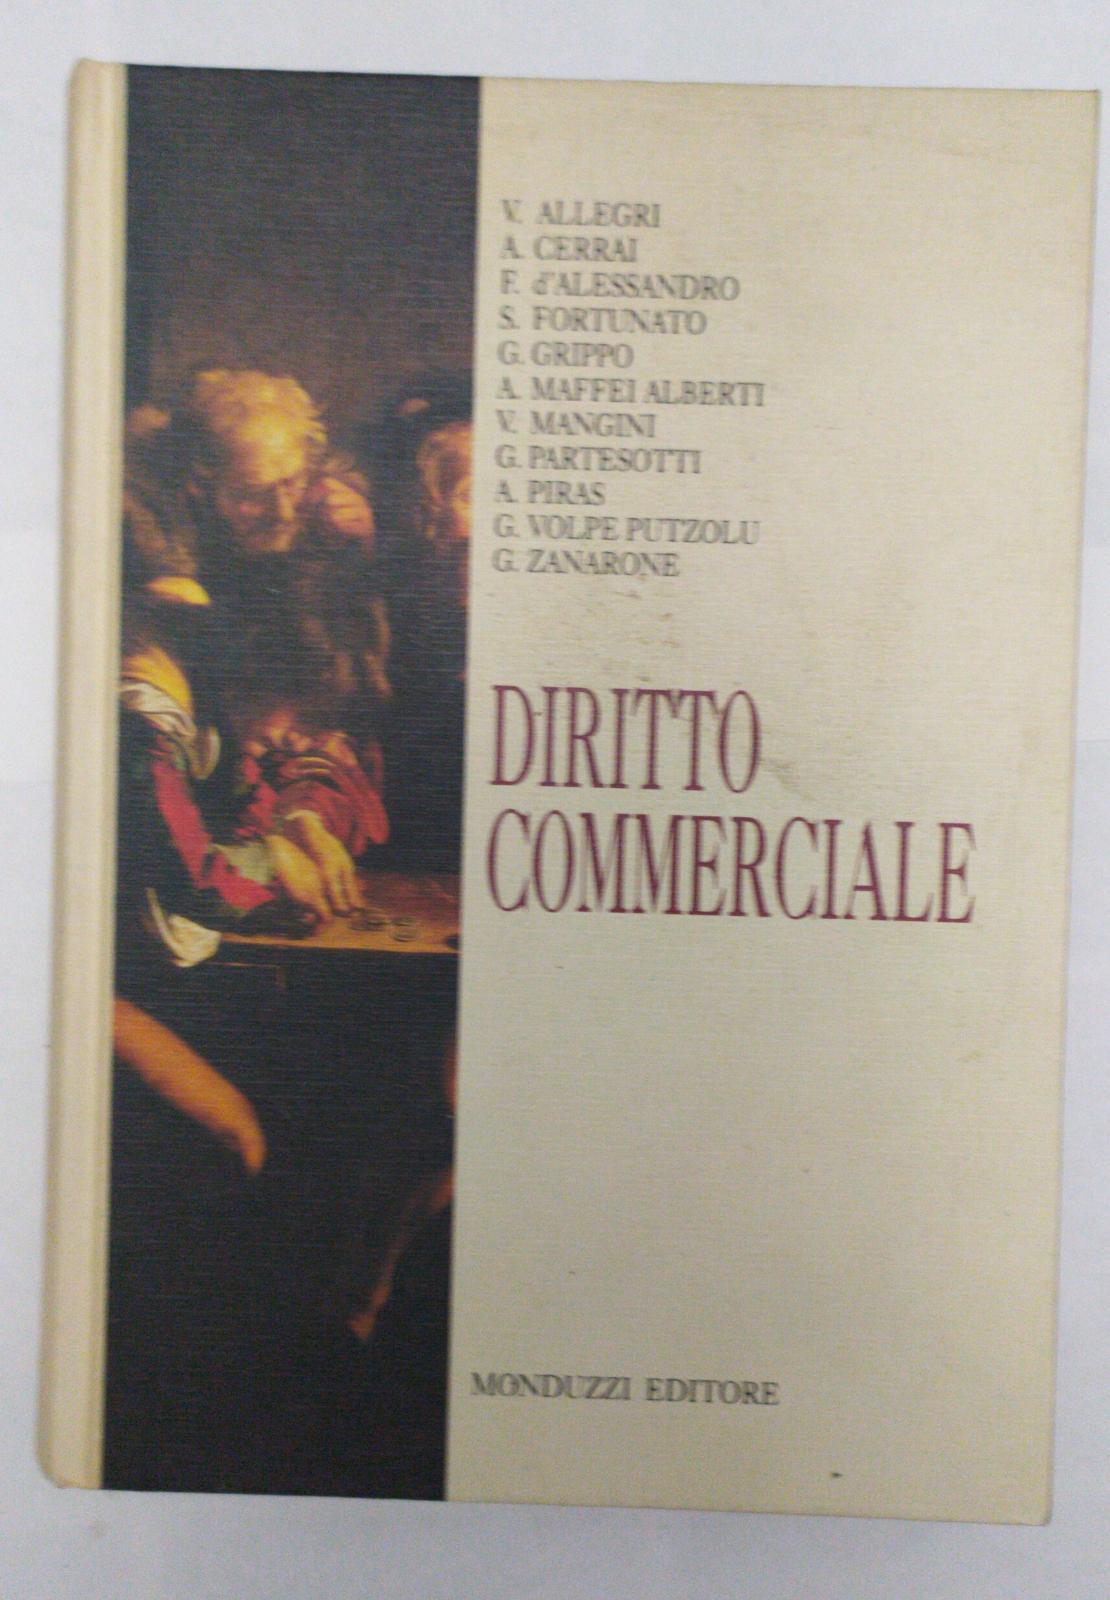 V. ALLEGRI
A. CERRAI
F. d'ALESSANDRO
S. FORTUNATO
G. GRIPPO
A. MAFFEI ALBERTI
V. MANGINI
G. PARTESOTTI
A. PIRAS
G. VOLPE PUTZOLU
G. ZANARONE
DIRITTO
COMMERCIALE
MONDUZZI EDITORE